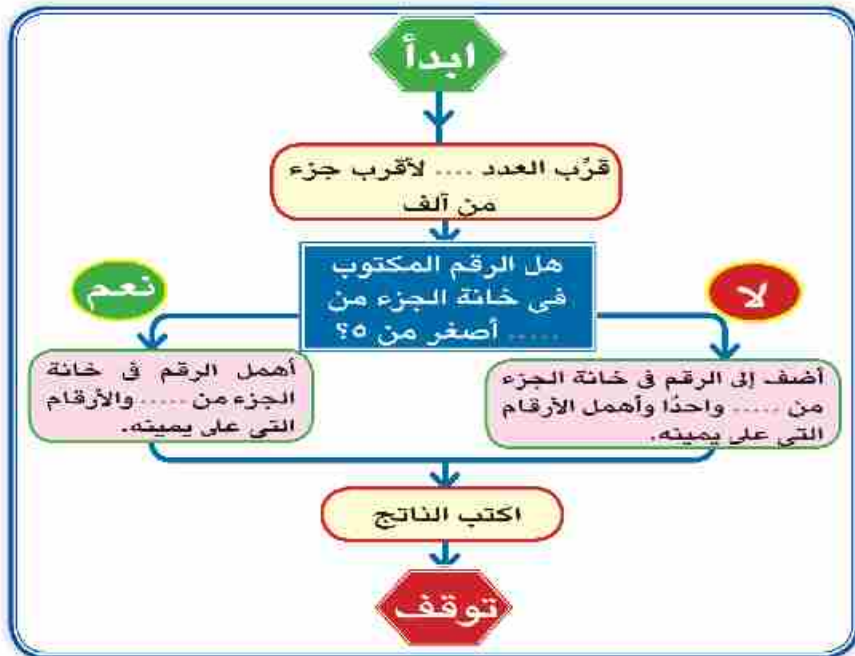 ابدأ
قرِّب العدد .... لأقرب جزء
من ألف
هل الرقم المكتوب
فى خانة الجزء من
..... أصغر من ٥؟
لا
نعم
أضف إلى الرقم فى خانة الجزء
من ..... واحدًا وأهمل الأرقام
التى على يمينه.
أهمل الرقم فى خانة
الجزء من ..... والأرقام
التى على يمينه.
اكتب الناتج
توقف